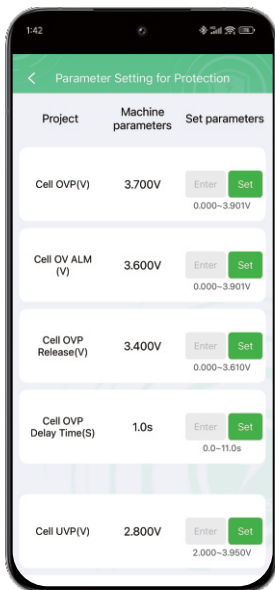 1:42
Parameter Setting for Protection
Project
Machine
parameters
Set parameters
Cell OVP(V)
3.700V
Enter
Set
0.000~3.901V
Cell OV ALM
(V)
3.600V
Enter
Set
0.000~3.901V
Cell OVP
Release(V)
3.400V
Enter
Set
0.000~3.610V
Cell OVP
Delay Time(S)
1.0s
Enter
Set
0.0~11.0s
Cell UVP(V)
2.800V
Enter
Set
2.000~3.950V